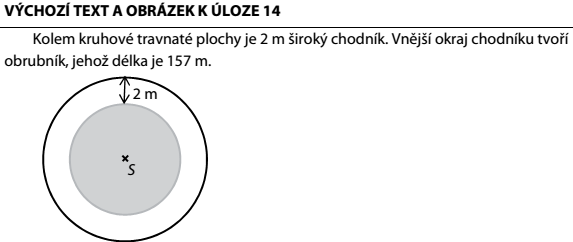 VÝCHOZÍ TEXT A OBRÁZEK K ÚLOZE 14
Kolem kruhové travnaté plochy je 2 m široký chodník. Vnější okraj chodníku tvoří
obrubník, jehož délka je 157 m.
2 m
S